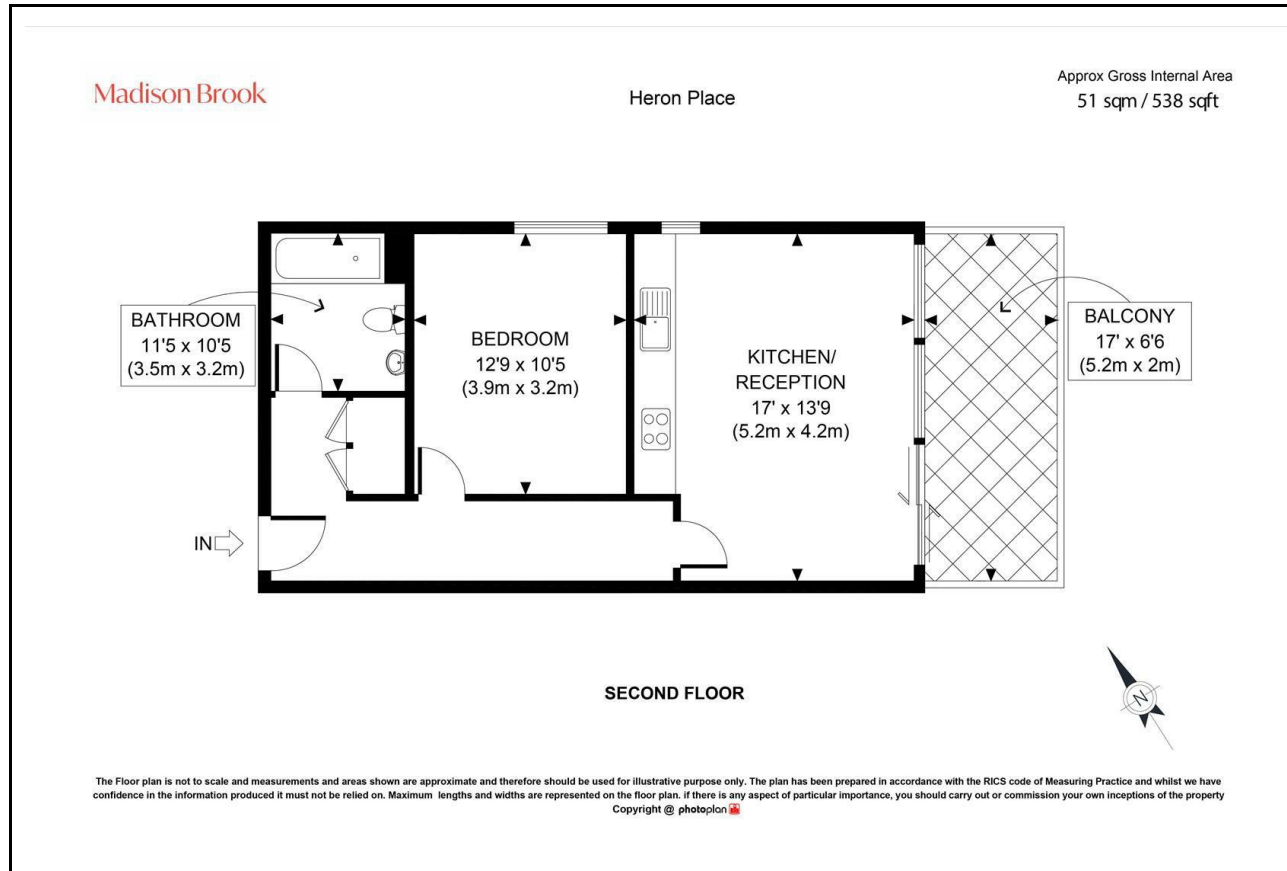 Madison Brook
Heron Place
Approx Gross Internal Area
51 sqm / 538 sqft
BATHROOM
11'5 x 10'5
(3.5m x 3.2m)
BEDROOM
12'9 x 10'5
(3.9m x 3.2m)
KITCHEN/
RECEPTION
17' x 13'9
(5.2m x 4.2m)
BALCONY
17' x 6'6
(5.2m x 2m)
IN
N
SECOND FLOOR
The Floor plan is not to scale and measurements and areas shown are approximate and therefore should be used for illustrative purpose only. The plan has been prepared in accordance with the RICS code of Measuring Practice and whilst we have
confidence in the information produced it must not be relied on. Maximum lengths and widths are represented on the floor plan. if there is any aspect of particular importance, you should carry out or commission your own inceptions of the property
Copyright @ photoplan